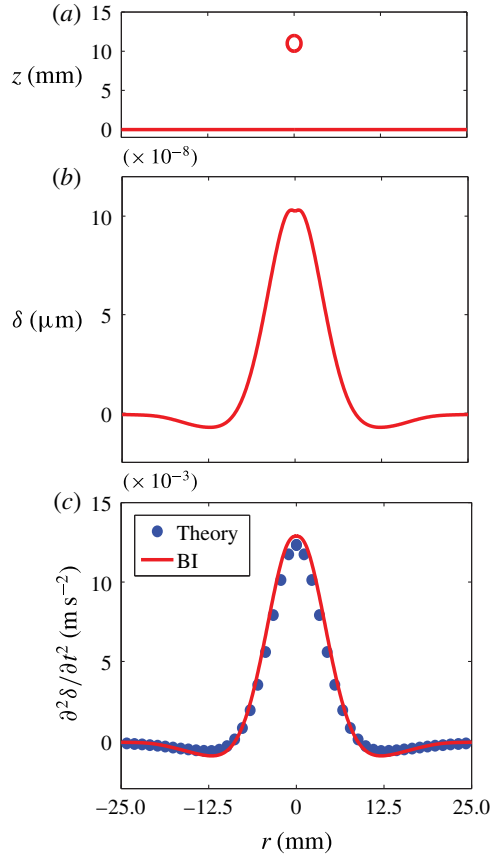 (a)
15
10
z (mm)
5
0
(× 10⁻⁸)
(b)
10
δ (μm)
5
0
(× 10⁻³)
(c)
15
Theory
BI
10
∂²δ/∂t² (m s⁻²)
5
0
−25.0 −12.5 0 12.5 25.0
r (mm)